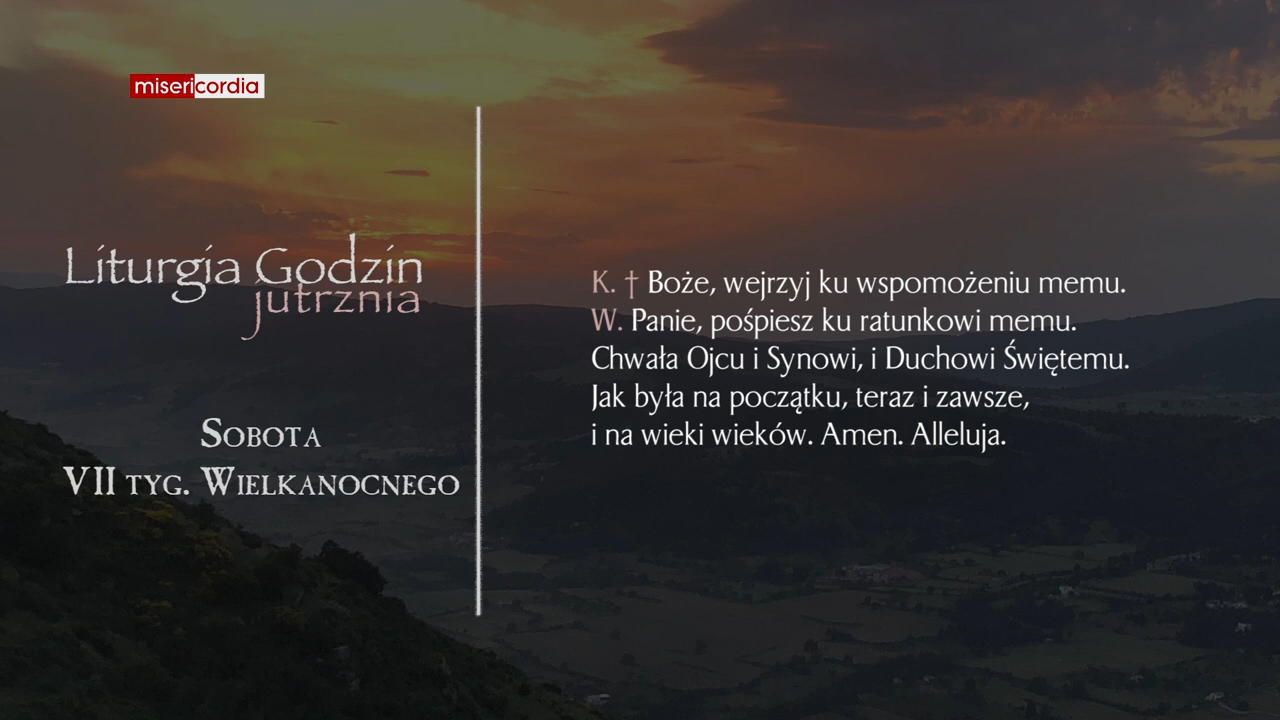 misericordia
Liturgia Godzin
jutrznia
Sobota
VII tyg. Wielkanocnego
K. † Boże, wejrzyj ku wspomożeniu memu.
W. Panie, pośpiesz ku ratunkowi memu.
Chwała Ojcu i Synowi, i Duchowi Świętemu.
Jak była na początku, teraz i zawsze,
i na wieki wieków. Amen. Alleluja.